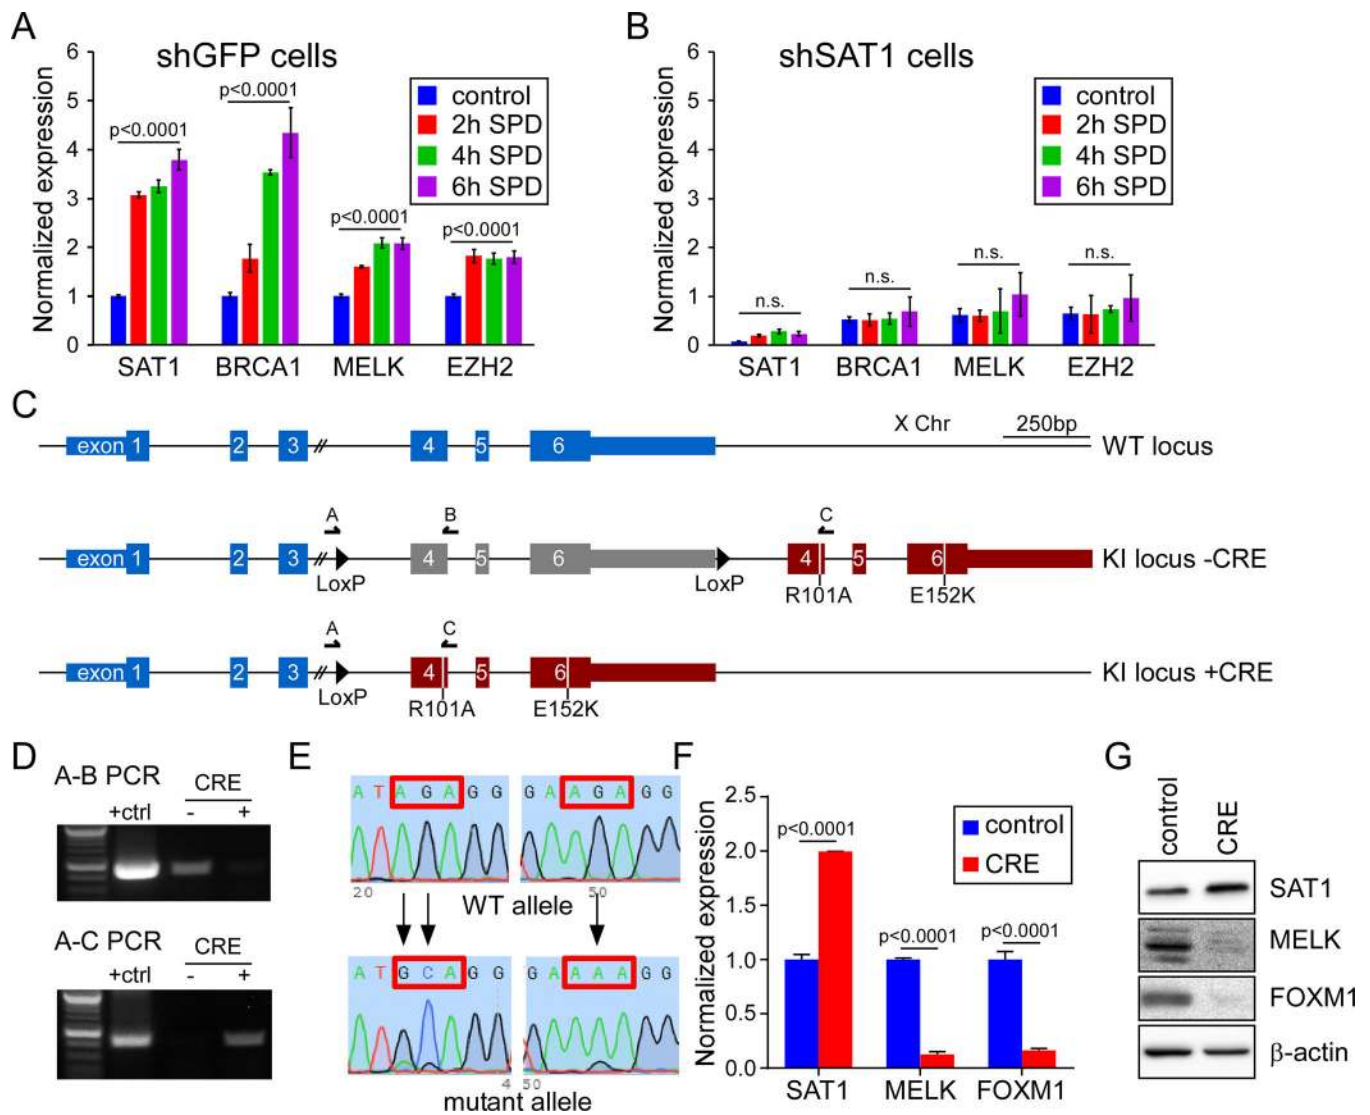 A
shGFP cells
Normalized expression
6
5
4
3
2
1
0
p<0.0001
p<0.0001
p<0.0001
p<0.0001
control
2h SPD
4h SPD
6h SPD
SAT1 BRCA1 MELK EZH2
B
shSAT1 cells
Normalized expression
6
5
4
3
2
1
0
n.s.
n.s.
n.s.
n.s.
control
2h SPD
4h SPD
6h SPD
SAT1 BRCA1 MELK EZH2
C
X Chr 250bp
exon 1 2 3 // 4 5 6 WT locus
A B C
exon 1 2 3 // 4 5 6 4 5 6 KI locus -CRE
LoxP LoxP R101A E152K
A C
exon 1 2 3 // 4 5 6 KI locus +CRE
LoxP R101A E152K
D
A-B PCR
CRE
+ctrl - +
A-C PCR
CRE
+ctrl - +
E
A T A G A G G G A A G A G G
20 50
WT allele
A T G C A G G G A A A A G G
4 50
mutant allele
F
Normalized expression
2.5
2.0
1.5
1.0
0.5
0.0
p<0.0001
p<0.0001
p<0.0001
control
CRE
SAT1 MELK FOXM1
G
control CRE
SAT1
MELK
FOXM1
β-actin